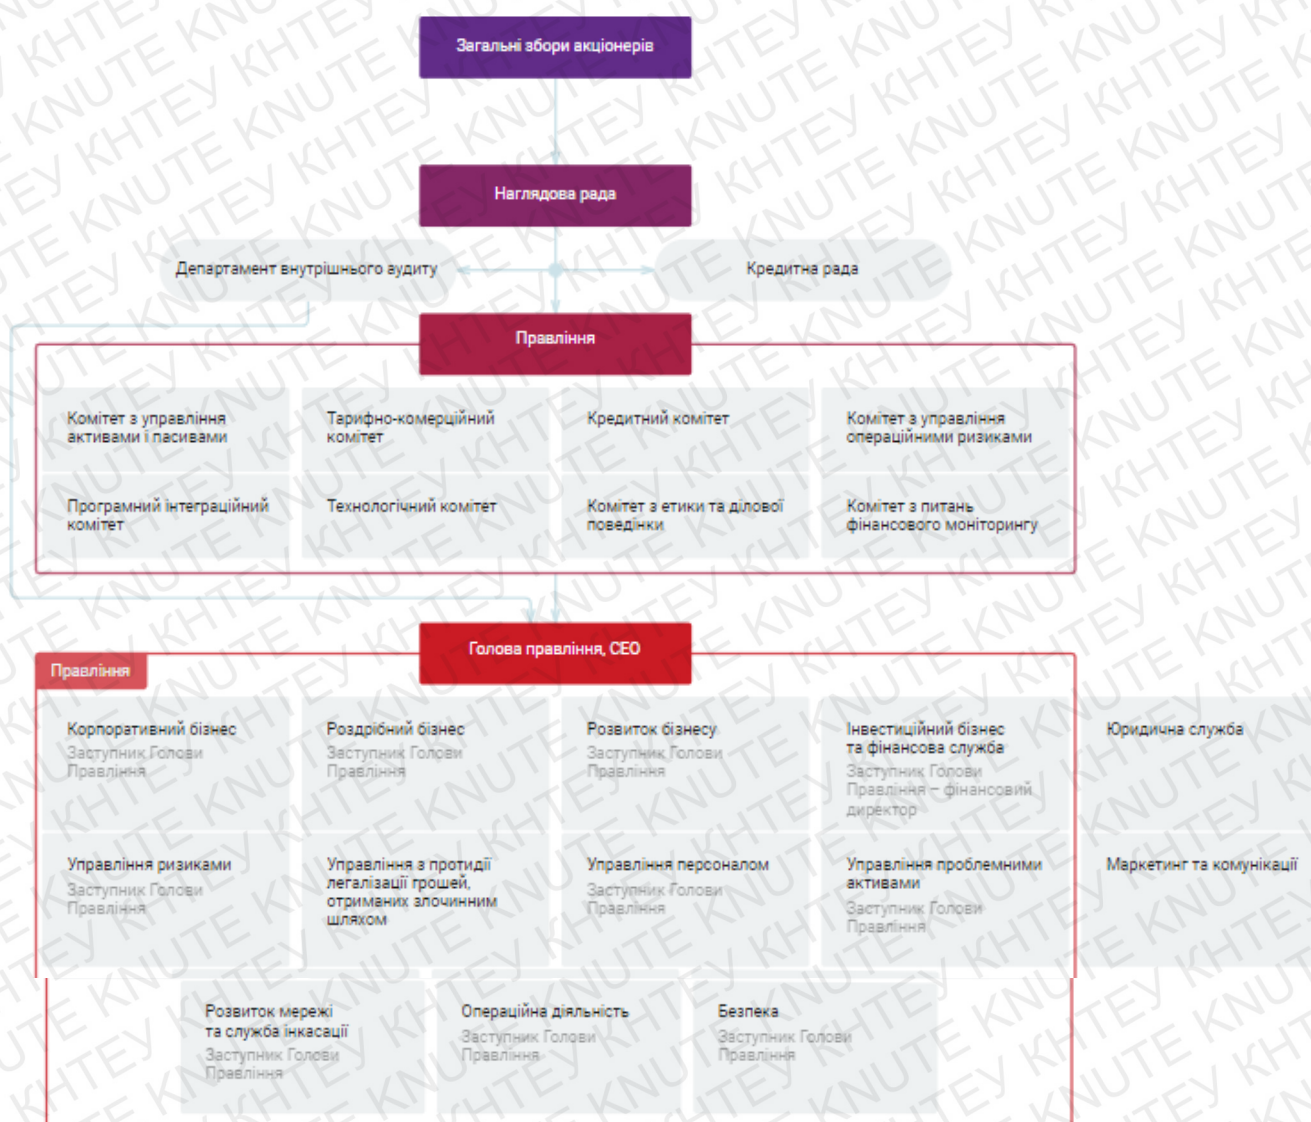 Загальні збори акціонерів
Наглядова рада
Департамент внутрішнього аудиту
Кредитна рада
Правління
Комітет з управління
активами і пасивами
Тарифно-комерційний
комітет
Кредитний комітет
Комітет з управління
операційними ризиками
Програмний інтеграційний
комітет
Технологічний комітет
Комітет з етики та ділової
поведінки
Комітет з питань
фінансового моніторингу
Голова правління, CEO
Правління
Корпоративний бізнес
Заступник Голови
Правління
Роздрібний бізнес
Заступник Голови
Правління
Розвиток бізнесу
Заступник Голови
Правління
Інвестиційний бізнес
та фінансова служба
Заступник Голови
Правління – фінансовий
директор
Юридична служба
Управління ризиками
Заступник Голови
Правління
Управління з протидії
легалізації грошей,
отриманих злочинним
шляхом
Управління персоналом
Заступник Голови
Правління
Управління проблемними
активами
Заступник Голови
Правління
Маркетинг та комунікації
Розвиток мережі
та служба інкасації
Заступник Голови
Правління
Операційна діяльність
Заступник Голови
Правління
Безпека
Заступник Голови
Правління
КНТЕУ KNUTE